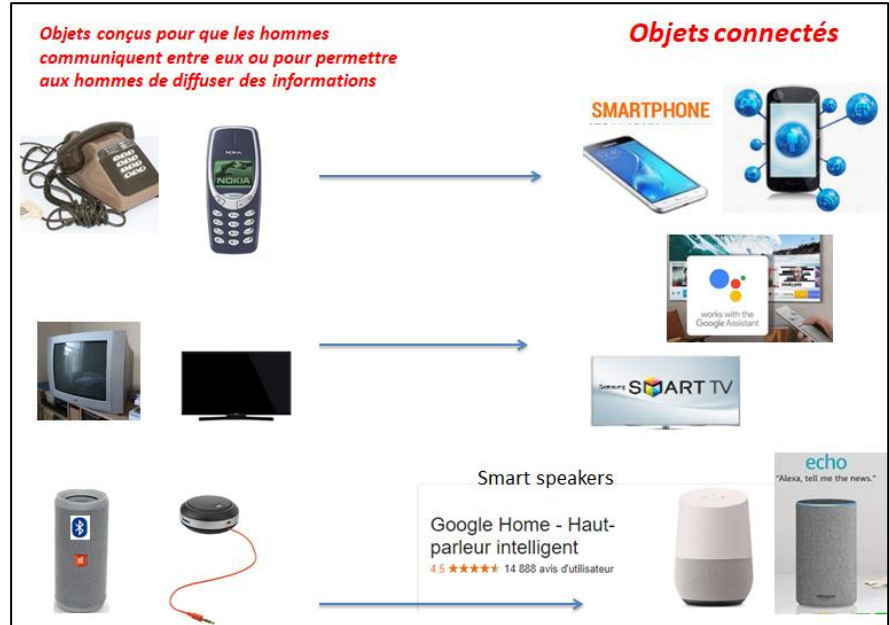 Objets conçus pour que les hommes
communiquent entre eux ou pour permettre
aux hommes de diffuser des informations
Objets connectés
SMARTPHONE
NOKIA
works with the
Google Assistant
Samsung SMART TV
Smart speakers
Google Home - Haut-
parleur intelligent
4,5 ★★★★★ 14 888 avis d'utilisateur
echo
"Alexa, tell me the news."